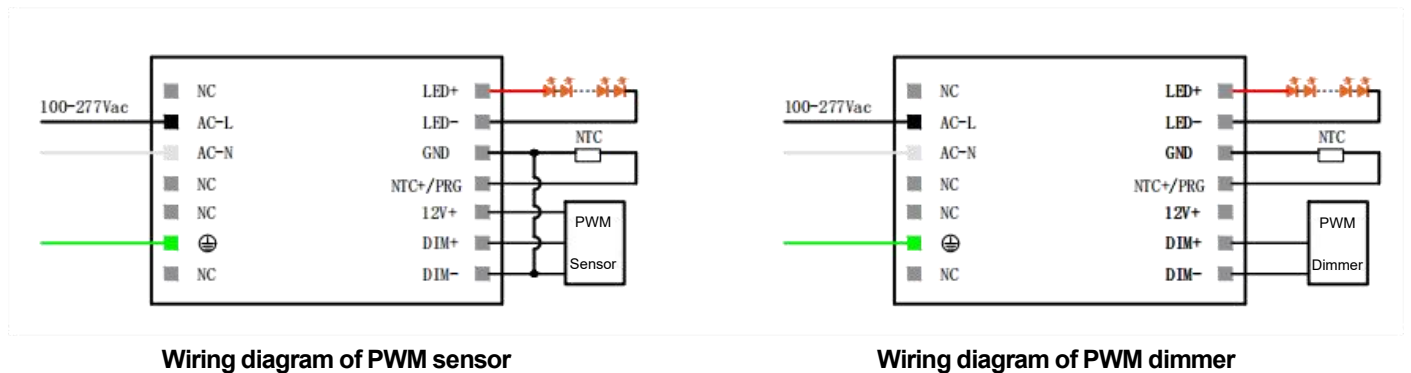 100-277Vac
NC
AC-L
AC-N
NC
NC
NC
LED+
LED-
GND
NTC+/PRG
12V+
DIM+
DIM-
NTC
PWM
Sensor
Wiring diagram of PWM sensor
100-277Vac
NC
AC-L
AC-N
NC
NC
NC
LED+
LED-
GND
NTC+/PRG
12V+
DIM+
DIM-
NTC
PWM
Dimmer
Wiring diagram of PWM dimmer